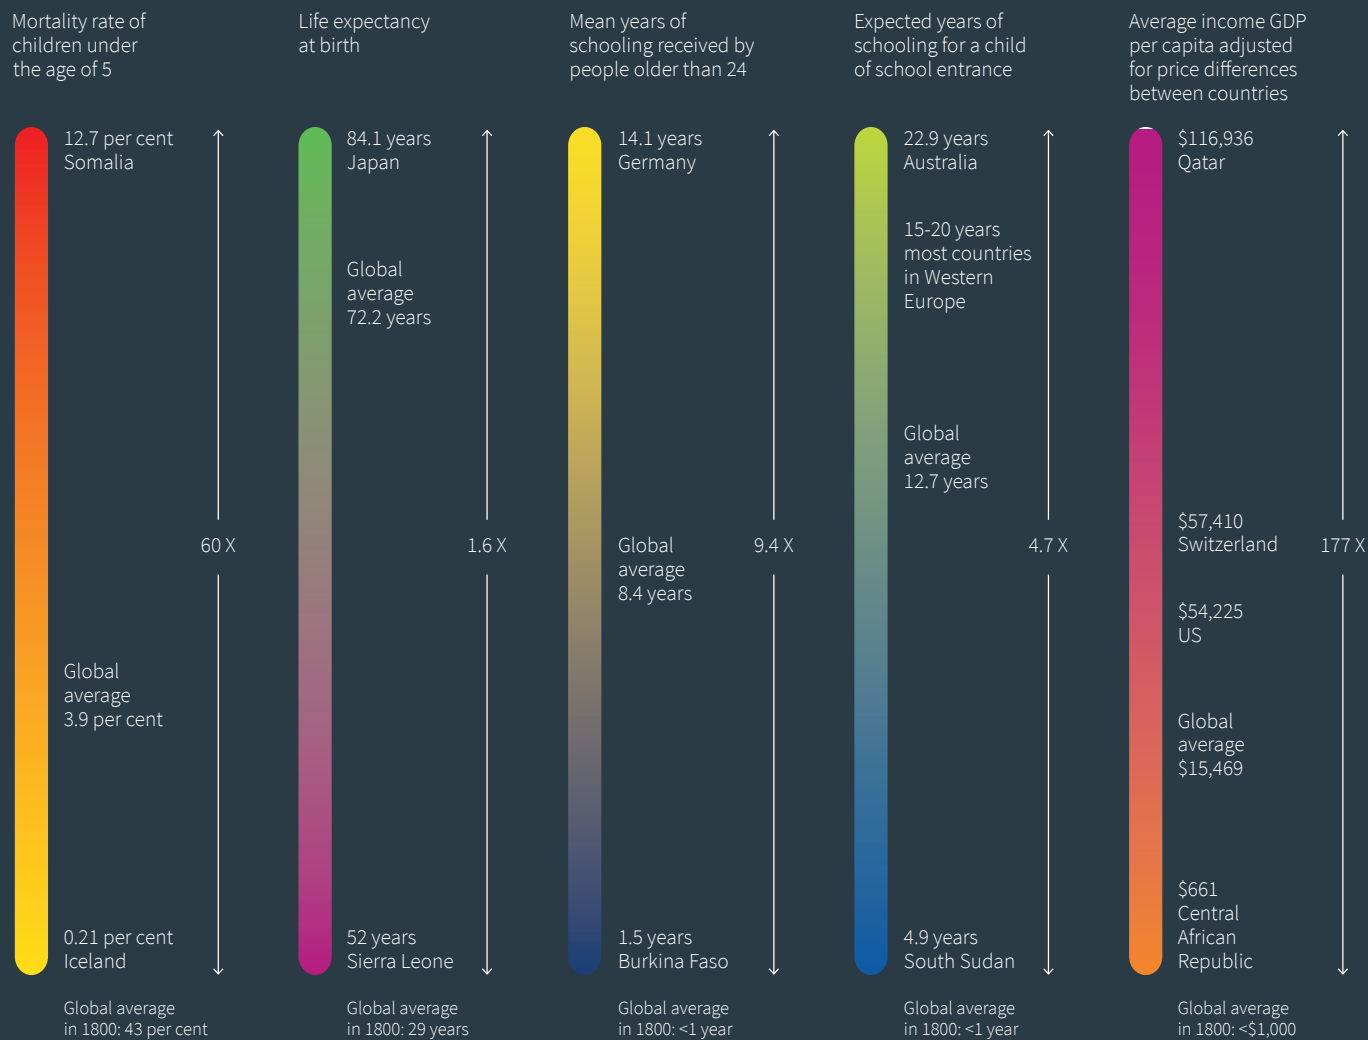 Mortality rate of
children under
the age of 5
12.7 per cent
Somalia
60 X
Global
average
3.9 per cent
0.21 per cent
Iceland
Global average
in 1800: 43 per cent
Life expectancy
at birth
84.1 years
Japan
Global
average
72.2 years
1.6 X
52 years
Sierra Leone
Global average
in 1800: 29 years
Mean years of
schooling received by
people older than 24
14.1 years
Germany
Global
average
8.4 years
9.4 X
1.5 years
Burkina Faso
Global average
in 1800: <1 year
Expected years of
schooling for a child
of school entrance
22.9 years
Australia
15-20 years
most countries
in Western
Europe
Global
average
12.7 years
4.7 X
4.9 years
South Sudan
Global average
in 1800: <1 year
Average income GDP
per capita adjusted
for price differences
between countries
$116,936
Qatar
$57,410
Switzerland
177 X
$54,225
US
Global
average
$15,469
$661
Central
African
Republic
Global average
in 1800: <$1,000